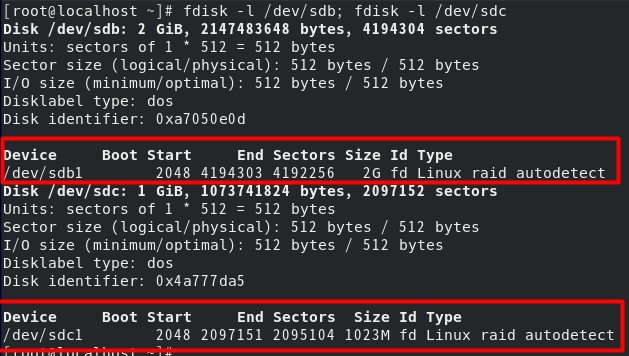 [root@localhost ~]# fdisk -l /dev/sdb; fdisk -l /dev/sdc
Disk /dev/sdb: 2 GiB, 2147483648 bytes, 4194304 sectors
Units: sectors of 1 * 512 = 512 bytes
Sector size (logical/physical): 512 bytes / 512 bytes
I/O size (minimum/optimal): 512 bytes / 512 bytes
Disklabel type: dos
Disk identifier: 0xa7050e0d
Device     Boot Start     End Sectors Size Id Type
/dev/sdb1        2048 4194303 4192256   2G fd Linux raid autodetect
Disk /dev/sdc: 1 GiB, 1073741824 bytes, 2097152 sectors
Units: sectors of 1 * 512 = 512 bytes
Sector size (logical/physical): 512 bytes / 512 bytes
I/O size (minimum/optimal): 512 bytes / 512 bytes
Disklabel type: dos
Disk identifier: 0x4a777da5
Device     Boot Start     End Sectors  Size Id Type
/dev/sdc1        2048 2097151 2095104 1023M fd Linux raid autodetect
[root@localhost ~]#